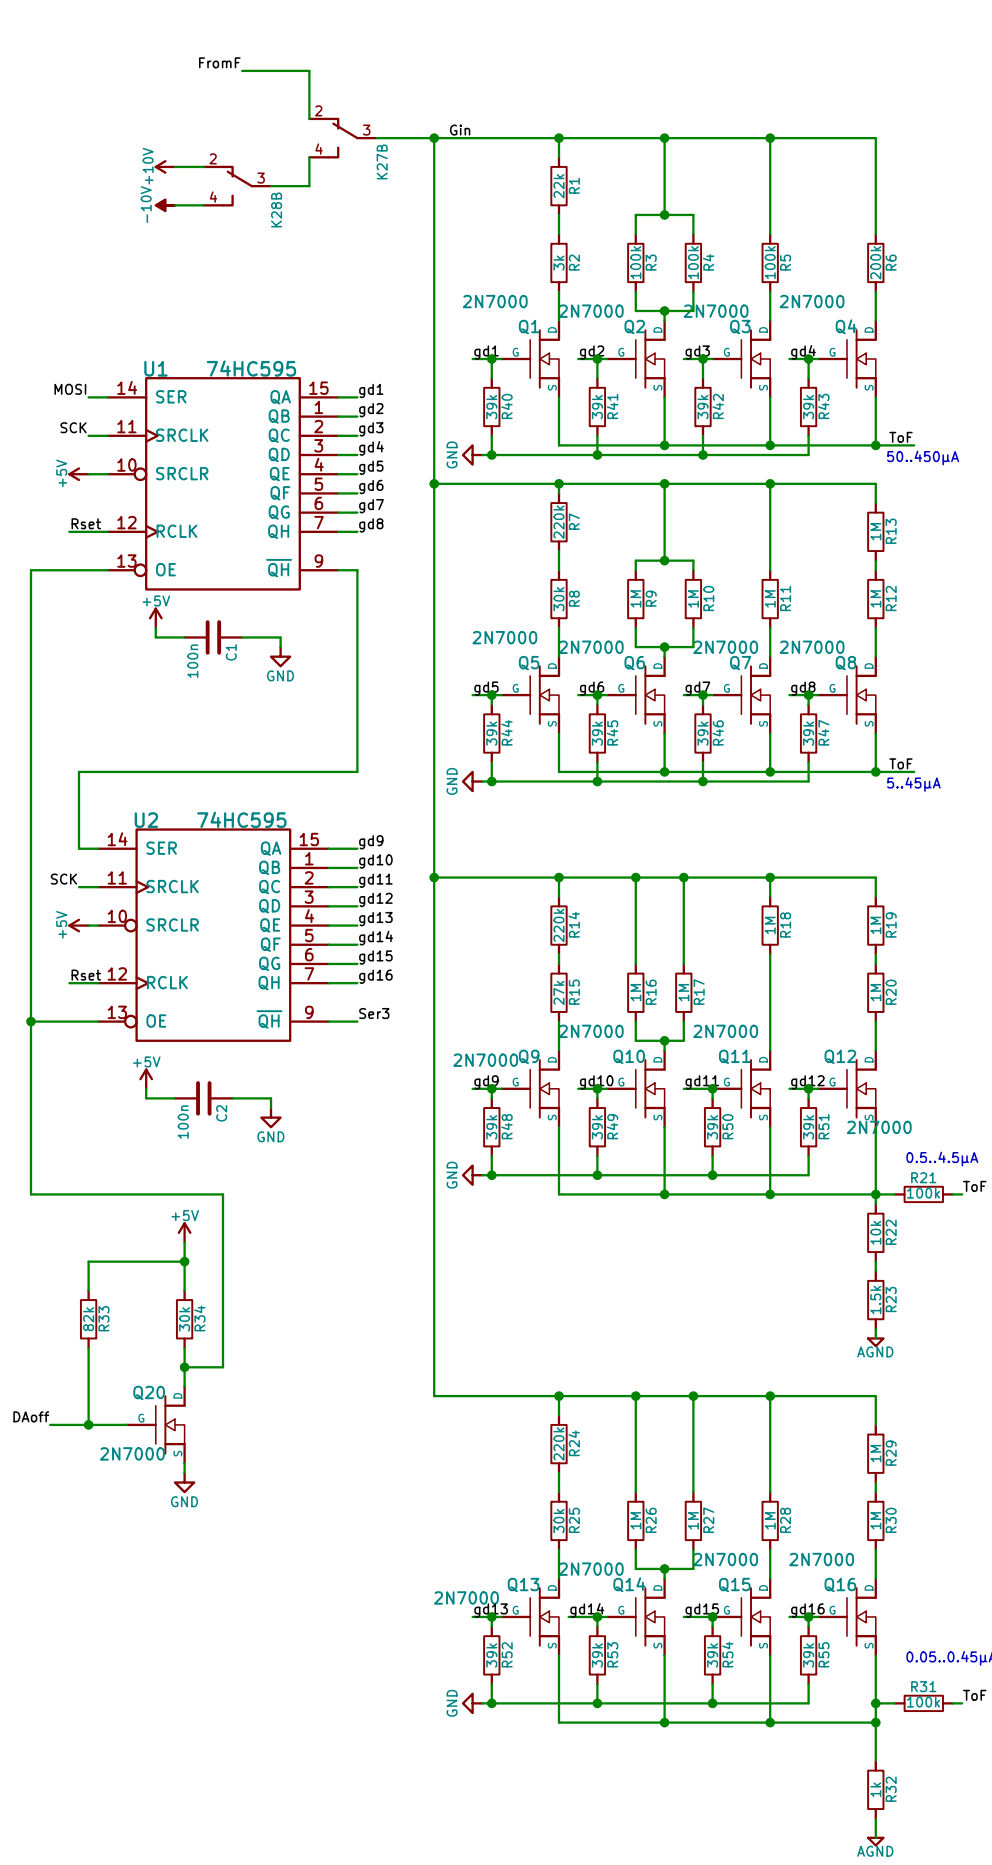 FromF
2
3
4
K27B
Gin
+10V
-10V
2
3
4
K28B
22k R1
3k R2
100k R3
100k R4
100k R5
200k R6
2N7000
2N7000
2N7000
2N7000
Q1
Q2
Q3
Q4
D
D
D
D
gd1
G
gd2
G
gd3
G
gd4
G
S
S
S
S
39k R40
39k R41
39k R42
39k R43
GND
ToF
50..450µA
U1
74HC595
MOSI
14
SER
QA
15
gd1
QB
1
gd2
SCK
11
SRCLK
QC
2
gd3
QD
3
gd4
+5V
10
SRCLR
QE
4
gd5
QF
5
gd6
QG
6
gd7
Rset
12
RCLK
QH
7
gd8
13
OE
QH
9
+5V
100n
C1
GND
220k R7
30k R8
1M R9
1M R10
1M R11
1M R13
1M R12
2N7000
2N7000
2N7000
2N7000
Q5
Q6
Q7
Q8
D
D
D
D
gd5
G
gd6
G
gd7
G
gd8
G
S
S
S
S
39k R44
39k R45
39k R46
39k R47
GND
ToF
5..45µA
U2
74HC595
14
SER
QA
15
gd9
QB
1
gd10
SCK
11
SRCLK
QC
2
gd11
QD
3
gd12
+5V
10
SRCLR
QE
4
gd13
QF
5
gd14
QG
6
gd15
Rset
12
RCLK
QH
7
gd16
13
OE
QH
9
Ser3
+5V
100n
C2
GND
220k R14
27k R15
1M R16
1M R17
1M R18
1M R19
1M R20
2N7000
2N7000
2N7000
2N7000
Q9
Q10
Q11
Q12
D
D
D
D
gd9
G
gd10
G
gd11
G
gd12
G
S
S
S
S
39k R48
39k R49
39k R50
39k R51
GND
0.5..4.5µA
R21
100k
ToF
10k R22
1.5k R23
AGND
+5V
82k R33
30k R34
Q20
D
DAoff
G
S
2N7000
GND
220k R24
30k R25
1M R26
1M R27
1M R28
1M R29
1M R30
2N7000
2N7000
2N7000
2N7000
Q13
Q14
Q15
Q16
D
D
D
D
gd13
G
gd14
G
gd15
G
gd16
G
S
S
S
S
39k R52
39k R53
39k R54
39k R55
GND
0.05..0.45µA
R31
100k
ToF
1k R32
AGND